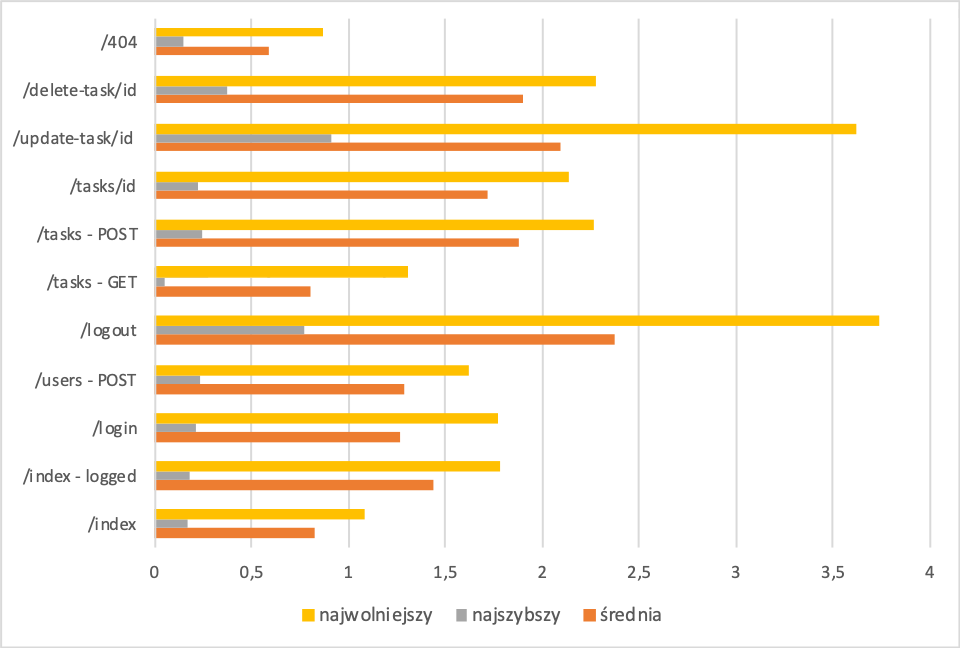 /404
/delete-task/id
/update-task/id
/tasks/id
/tasks - POST
/tasks - GET
/logout
/users - POST
/login
/index - logged
/index
0 0,5 1 1,5 2 2,5 3 3,5 4
najwolniejszy najszybszy średnia